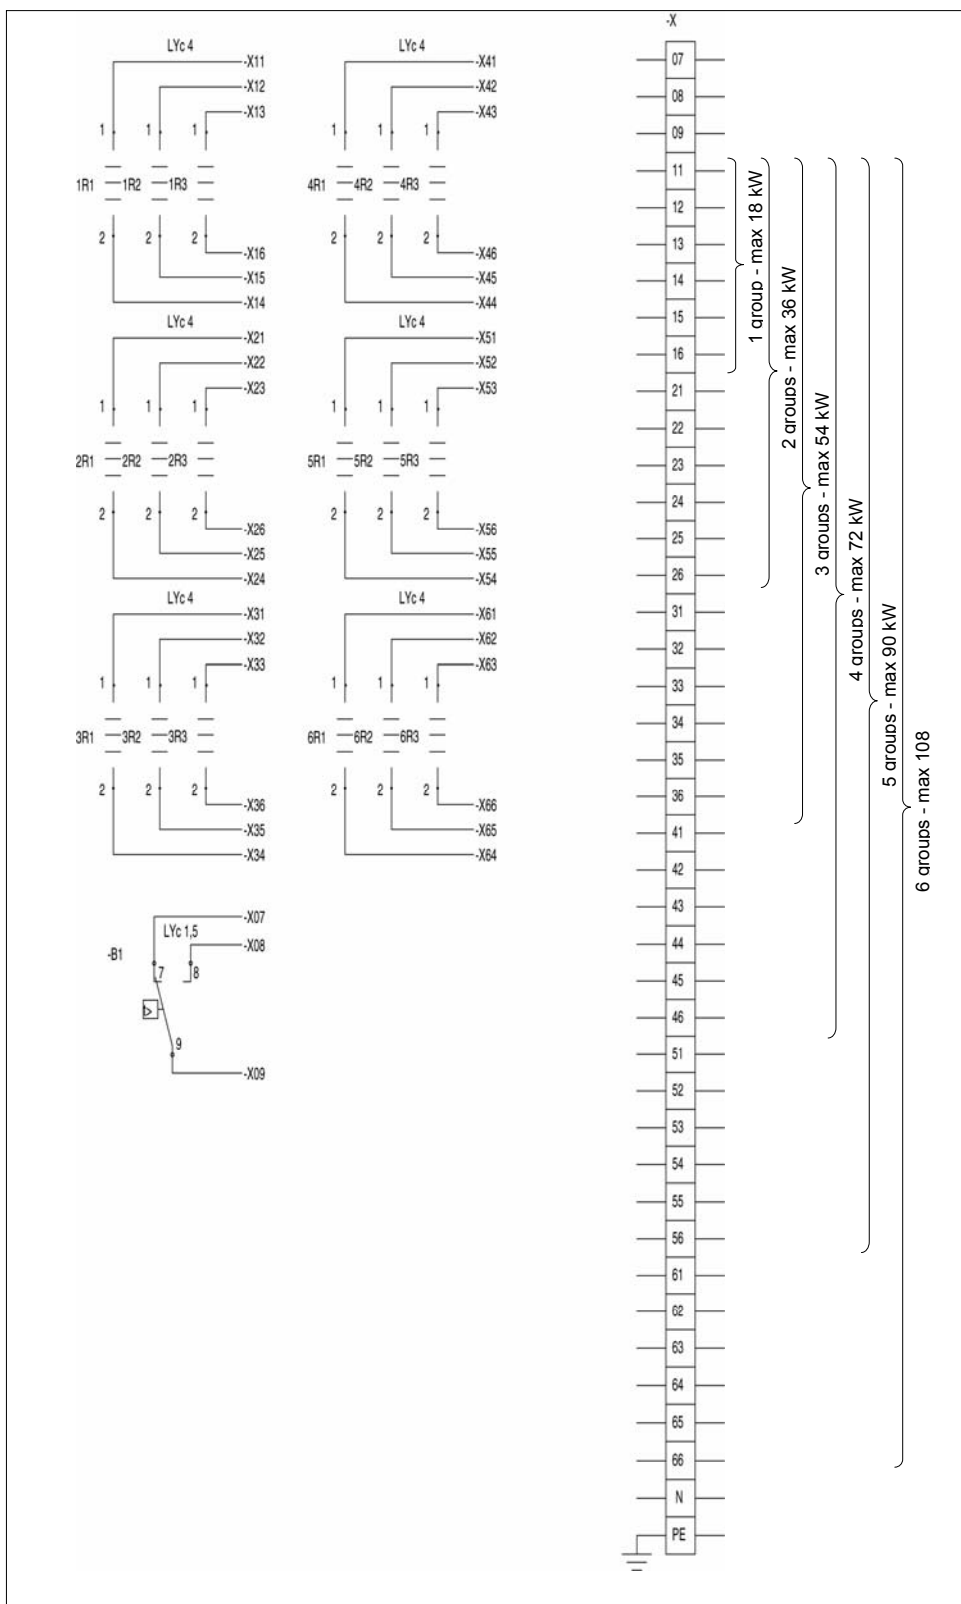 -X
LYc 4
-X11
-X12
-X13
1 1 1
1R1 1R2 1R3
2 2 2
-X16
-X15
-X14
LYc 4
-X41
-X42
-X43
1 1 1
4R1 4R2 4R3
2 2 2
-X46
-X45
-X44
LYc 4
-X21
-X22
-X23
1 1 1
2R1 2R2 2R3
2 2 2
-X26
-X25
-X24
LYc 4
-X51
-X52
-X53
1 1 1
5R1 5R2 5R3
2 2 2
-X56
-X55
-X54
LYc 4
-X31
-X32
-X33
1 1 1
3R1 3R2 3R3
2 2 2
-X36
-X35
-X34
LYc 4
-X61
-X62
-X63
1 1 1
6R1 6R2 6R3
2 2 2
-X66
-X65
-X64
-X07
LYc 1,5
-X08
-B1
7 8
9
-X09
07
08
09
11
12
13
14
15
16
21
22
23
24
25
26
31
32
33
34
35
36
41
42
43
44
45
46
51
52
53
54
55
56
61
62
63
64
65
66
N
PE
1 group - max 18 kW
2 groups - max 36 kW
3 groups - max 54 kW
4 groups - max 72 kW
5 groups - max 90 kW
6 groups - max 108